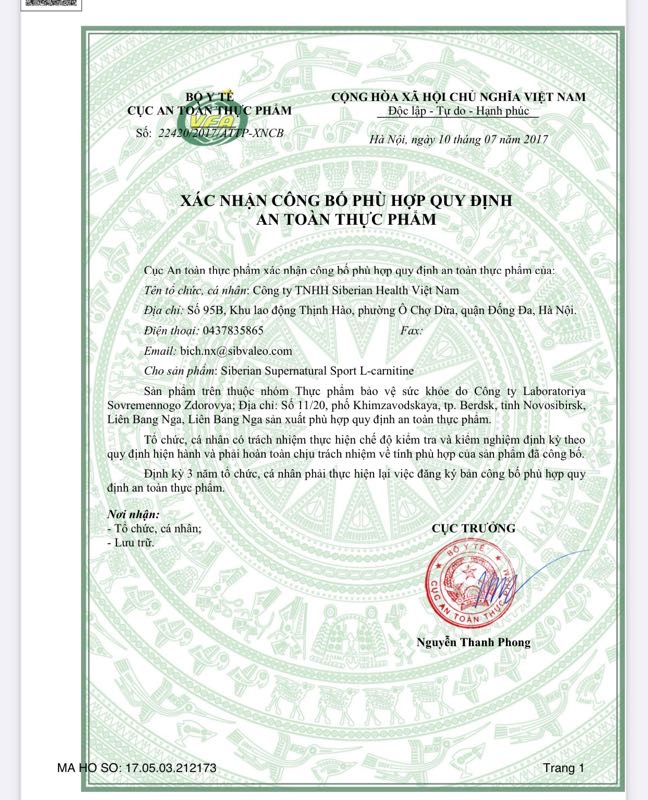 BỘ Y TẾ
CỤC AN TOÀN THỰC PHẨM
Số: 22420/2017/ATTP-XNCB
VFA
CỘNG HÒA XÃ HỘI CHỦ NGHĨA VIỆT NAM
Độc lập - Tự do - Hạnh phúc
Hà Nội, ngày 10 tháng 07 năm 2017
XÁC NHẬN CÔNG BỐ PHÙ HỢP QUY ĐỊNH
AN TOÀN THỰC PHẨM
Cục An toàn thực phẩm xác nhận công bố phù hợp quy định an toàn thực phẩm của:
Tên tổ chức, cá nhân: Công ty TNHH Siberian Health Việt Nam
Địa chỉ: Số 95B, Khu lao động Thịnh Hào, phường Ô Chợ Dừa, quận Đống Đa, Hà Nội.
Điện thoại: 0437835865 Fax:
Email: bich.nx@sibvaleo.com
Cho sản phẩm: Siberian Supernatural Sport L-carnitine
Sản phẩm trên thuộc nhóm Thực phẩm bảo vệ sức khỏe do Công ty Laboratoriya
Sovremennogo Zdorovya; Địa chỉ: Số 11/20, phố Khimzavodskaya, tp. Berdsk, tỉnh Novosibirsk,
Liên Bang Nga, Liên Bang Nga sản xuất phù hợp quy định an toàn thực phẩm.
Tổ chức, cá nhân có trách nhiệm thực hiện chế độ kiểm tra và kiểm nghiệm định kỳ theo
quy định hiện hành và phải hoàn toàn chịu trách nhiệm về tính phù hợp của sản phẩm đã công bố.
Định kỳ 3 năm tổ chức, cá nhân phải thực hiện lại việc đăng ký bản công bố phù hợp quy
định an toàn thực phẩm.
Nơi nhận:
- Tổ chức, cá nhân;
- Lưu trữ.
CỤC TRƯỞNG
BỘ Y TẾ
CỤC AN TOÀN THỰC PHẨM
Nguyễn Thanh Phong
MA HO SO: 17.05.03.212173
Trang 1